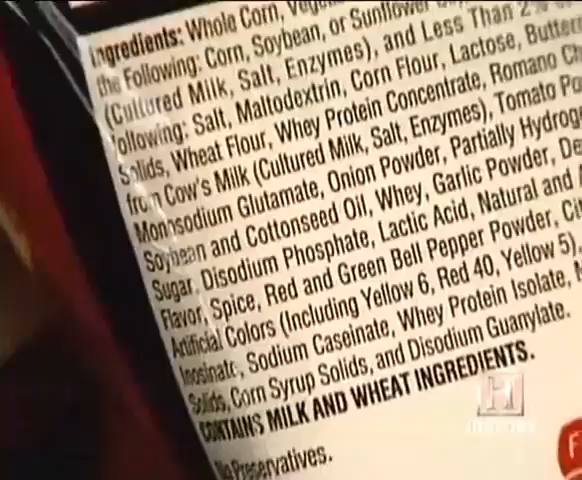 Ingredients: Whole Corn,
the Following: Corn, Soybean, or Sunflower
(Cultured Milk, Salt, Enzymes), and Less Than 2%
Following: Salt, Maltodextrin, Corn Flour, Lactose,
Solids, Wheat Flour, Whey Protein Concentrate, Romano
from Cow's Milk (Cultured Milk, Salt, Enzymes), Tomato
Monosodium Glutamate, Onion Powder, Partially
Soybean and Cottonseed Oil, Whey, Garlic Powder,
Sugar, Disodium Phosphate, Lactic Acid, Natural and
Flavor, Spice, Red and Green Bell Pepper Powder,
Artificial Colors (Including Yellow 6, Red 40, Yellow 5),
Inosinate, Sodium Caseinate, Whey Protein Isolate,
Solids, Corn Syrup Solids, and Disodium Guanylate.
CONTAINS MILK AND WHEAT INGREDIENTS.
No Preservatives.
H
HISTORY